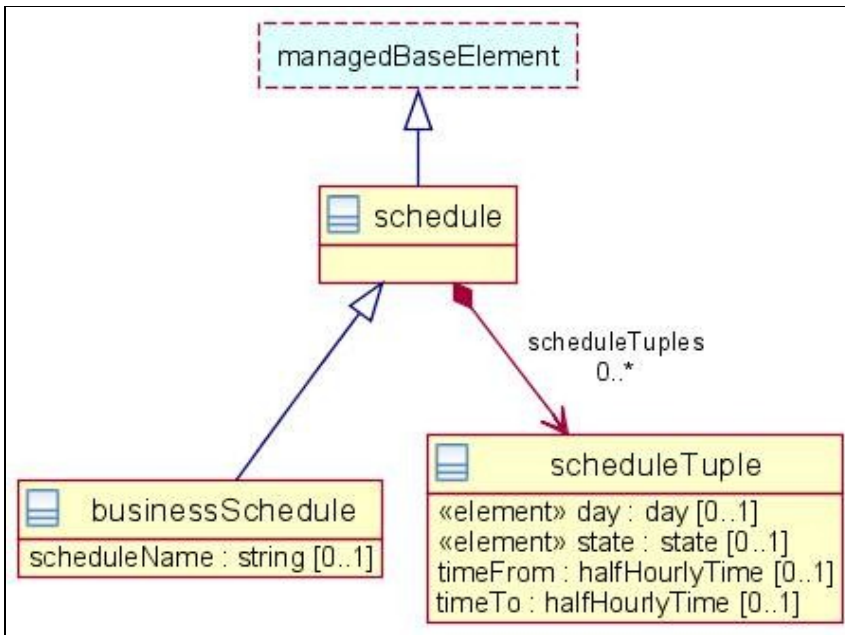 managedBaseElement
schedule
scheduleTuples
0..*
businessSchedule
scheduleName : string [0..1]
scheduleTuple
«element» day : day [0..1]
«element» state : state [0..1]
timeFrom : halfHourlyTime [0..1]
timeTo : halfHourlyTime [0..1]